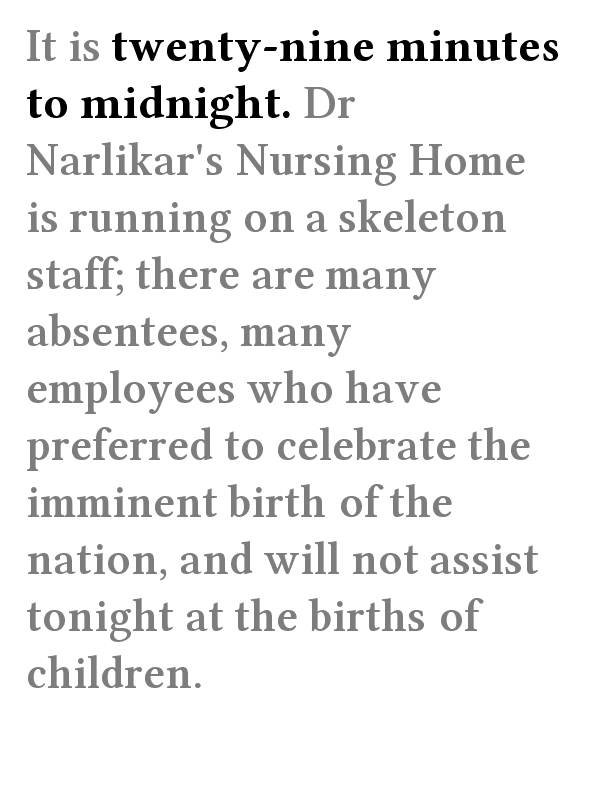 It is twenty-nine minutes
to midnight. Dr
Narlikar's Nursing Home
is running on a skeleton
staff; there are many
absentees, many
employees who have
preferred to celebrate the
imminent birth of the
nation, and will not assist
tonight at the births of
children.